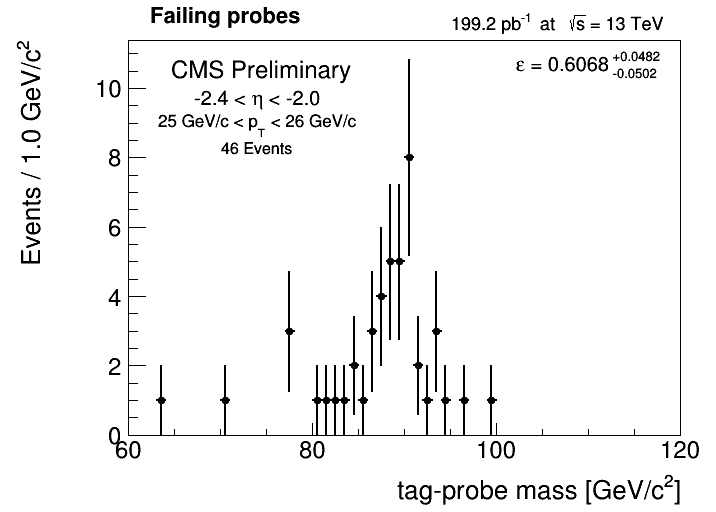 Failing probes
199.2 pb⁻¹ at √s = 13 TeV
CMS Preliminary
-2.4 < η < -2.0
25 GeV/c < p_T < 26 GeV/c
46 Events
ε = 0.6068 +0.0482 -0.0502
Events / 1.0 GeV/c²
10
8
6
4
2
0
60 80 100 120
tag-probe mass [GeV/c²]